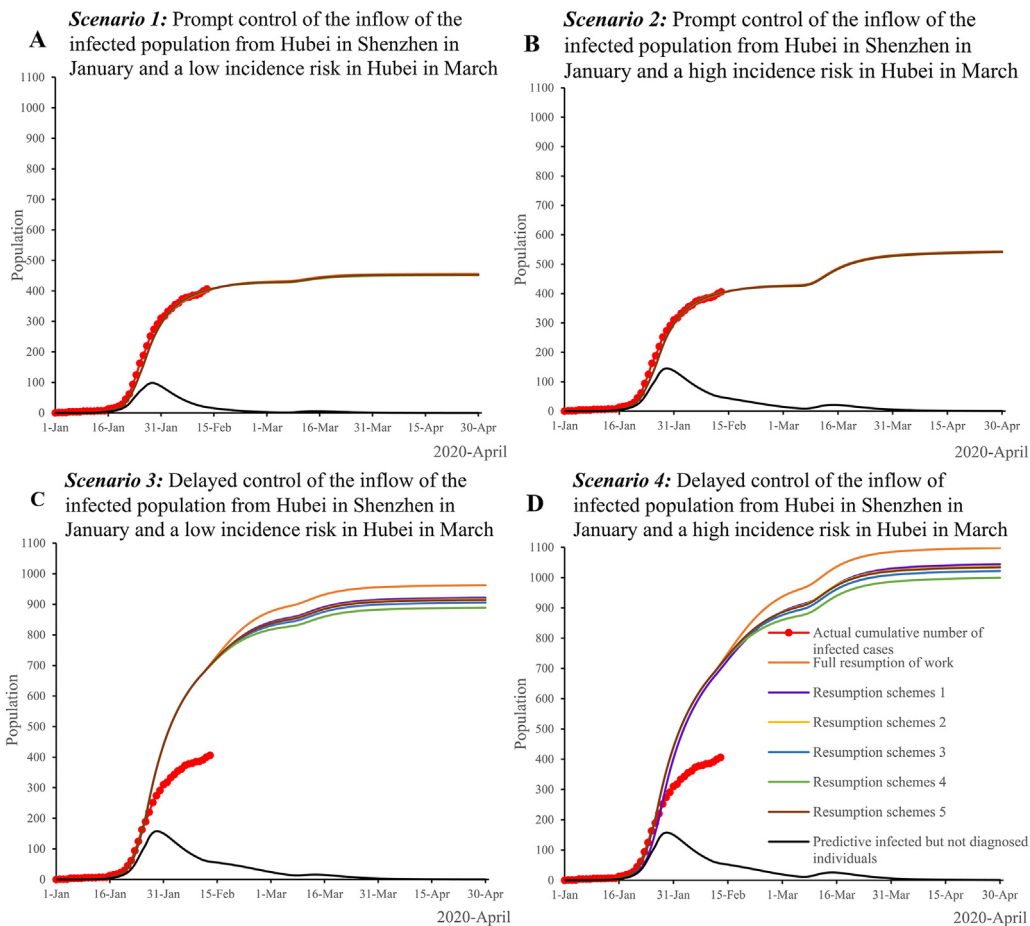 A
Scenario 1: Prompt control of the inflow of the
infected population from Hubei in Shenzhen in
January and a low incidence risk in Hubei in March
Population
1100
1000
900
800
700
600
500
400
300
200
100
0
1-Jan 16-Jan 31-Jan 15-Feb 1-Mar 16-Mar 31-Mar 15-Apr 30-Apr
2020-April
B
Scenario 2: Prompt control of the inflow of the
infected population from Hubei in Shenzhen in
January and a high incidence risk in Hubei in March
Population
1100
1000
900
800
700
600
500
400
300
200
100
0
1-Jan 16-Jan 31-Jan 15-Feb 1-Mar 16-Mar 31-Mar 15-Apr 30-Apr
2020-April
C
Scenario 3: Delayed control of the inflow of the
infected population from Hubei in Shenzhen in
January and a low incidence risk in Hubei in March
Population
1100
1000
900
800
700
600
500
400
300
200
100
0
1-Jan 16-Jan 31-Jan 15-Feb 1-Mar 16-Mar 31-Mar 15-Apr 30-Apr
2020-April
D
Scenario 4: Delayed control of the inflow of
infected population from Hubei in Shenzhen in
January and a high incidence risk in Hubei in March
Population
1100
1000
900
800
700
600
500
400
300
200
100
0
1-Jan 16-Jan 31-Jan 15-Feb 1-Mar 16-Mar 31-Mar 15-Apr 30-Apr
2020-April
Actual cumulative number of
infected cases
Full resumption of work
Resumption schemes 1
Resumption schemes 2
Resumption schemes 3
Resumption schemes 4
Resumption schemes 5
Predictive infected but not diagnosed
individuals